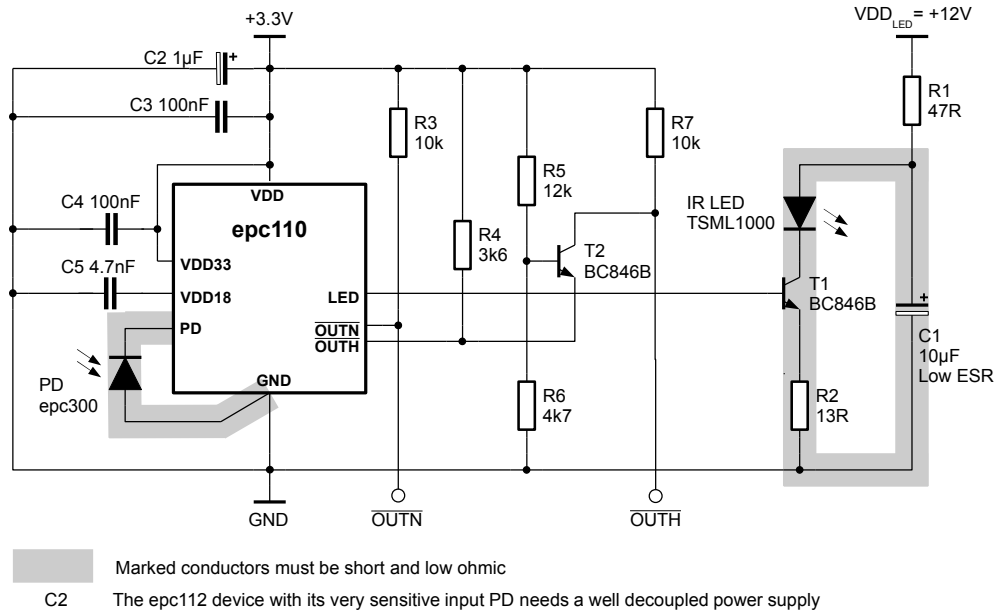 +3.3V
VDD LED = +12V
C2 1µF
+
C3 100nF
R1
47R
R3
10k
R7
10k
R5
12k
VDD
C4 100nF
epc110
IR LED
TSML1000
R4
3k6
T2
BC846B
VDD33
C5 4.7nF
VDD18
LED
T1
BC846B
+
PD
OUTN
OUTH
C1
10µF
Low ESR
GND
PD
epc300
R6
4k7
R2
13R
GND
OUTN
OUTH
Marked conductors must be short and low ohmic
C2 The epc112 device with its very sensitive input PD needs a well decoupled power supply